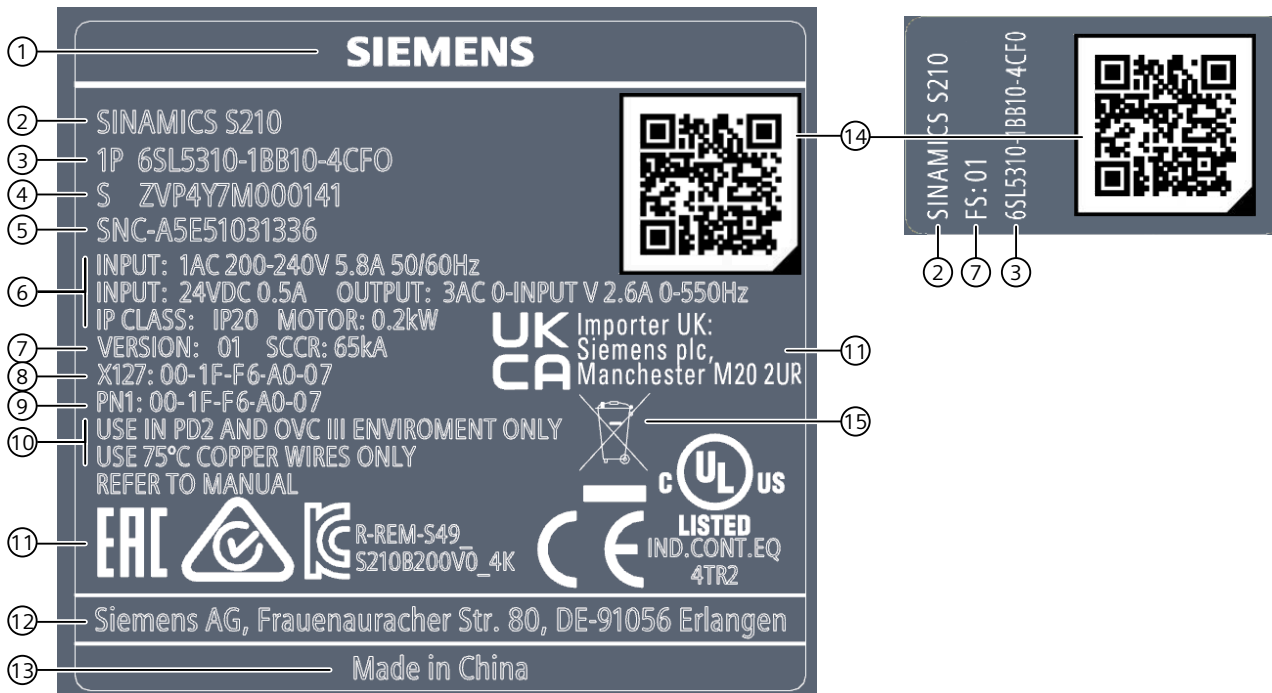 ① SIEMENS
② SINAMICS S210
③ 1P 6SL5310-1BB10-4CF0
④ S ZVP4Y7M000141
⑤ SNC-A5E51031336
⑥ INPUT: 1AC 200-240V 5.8A 50/60Hz
INPUT: 24VDC 0.5A OUTPUT: 3AC 0-INPUT V 2.6A 0-550Hz
IP CLASS: IP20 MOTOR: 0.2kW
⑦ VERSION: 01 SCCR: 65kA
⑧ X127: 00-1F-F6-A0-07
⑨ PN1: 00-1F-F6-A0-07
⑩ USE IN PD2 AND OVC III ENVIROMENT ONLY
USE 75°C COPPER WIRES ONLY
REFER TO MANUAL
UK
CA
Importer UK:
Siemens plc,
Manchester M20 2UR
⑪
⑮
⑪ EAC
R-REM-S49_
S210B200V0_4K
CE
C UL US
LISTED
IND.CONT.EQ
4TR2
⑫ Siemens AG, Frauenauracher Str. 80, DE-91056 Erlangen
⑬ Made in China
⑭
SINAMICS S210
FS: 01
6SL5310-1BB10-4CF0
② ⑦ ③